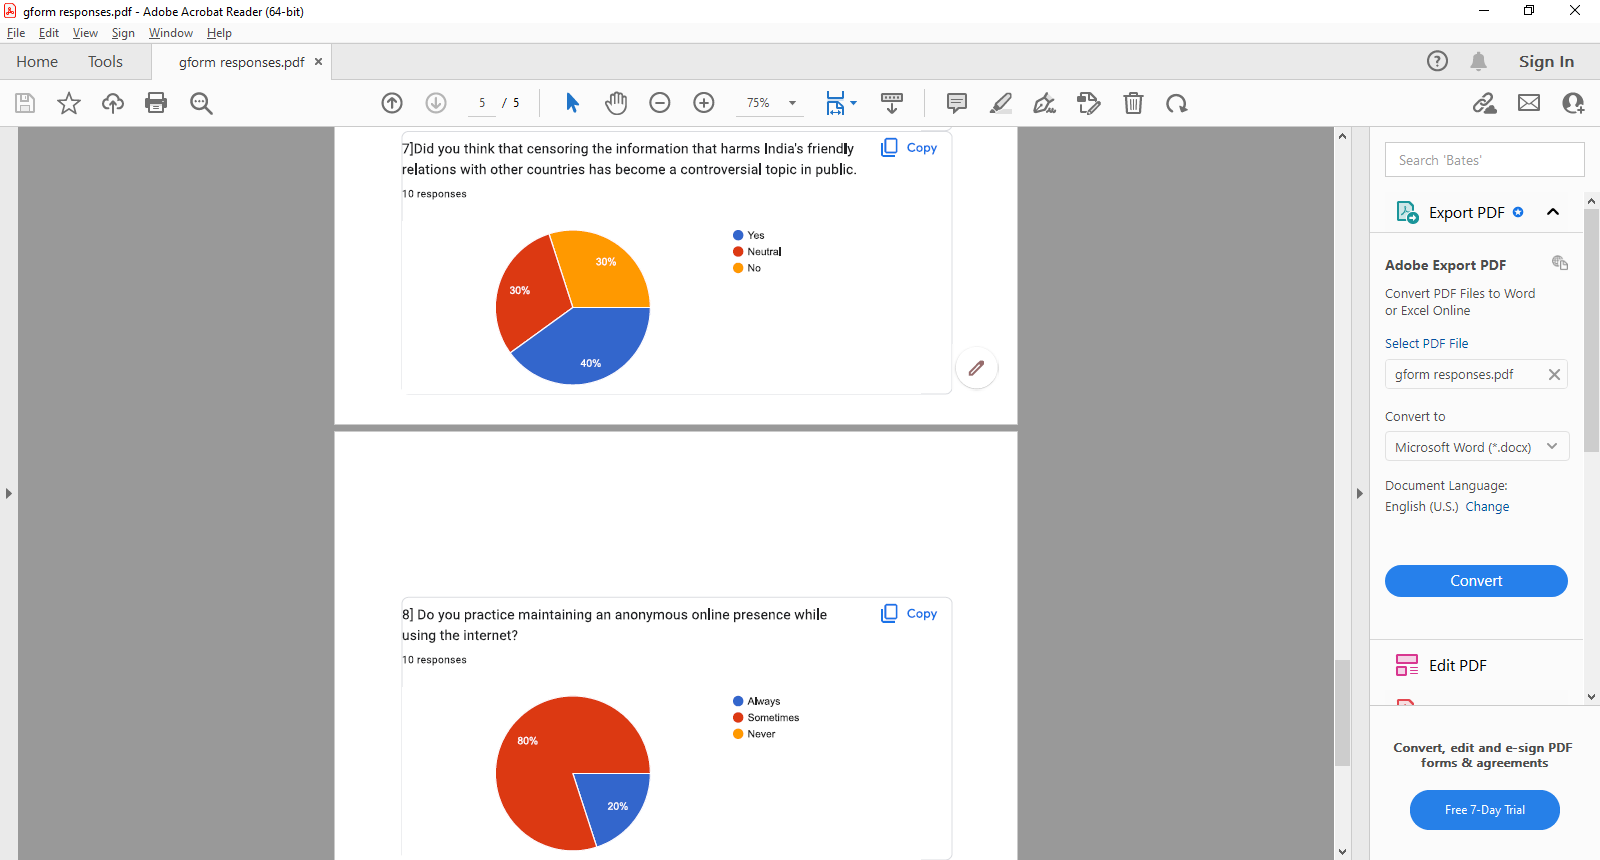 gform responses.pdf - Adobe Acrobat Reader (64-bit)
File Edit View Sign Window Help
Home Tools gform responses.pdf × Sign In
5 / 5 75%
7]Did you think that censoring the information that harms India's friendly
relations with other countries has become a controversial topic in public.
Copy
10 responses
Yes
Neutral
No
30%
30%
40%
8] Do you practice maintaining an anonymous online presence while
using the internet?
Copy
10 responses
Always
Sometimes
Never
80%
20%
Search 'Bates'
Export PDF
Adobe Export PDF
Convert PDF Files to Word
or Excel Online
Select PDF File
gform responses.pdf
Convert to
Microsoft Word (*.docx)
Document Language:
English (U.S.) Change
Convert
Edit PDF
Convert, edit and e-sign PDF
forms & agreements
Free 7-Day Trial